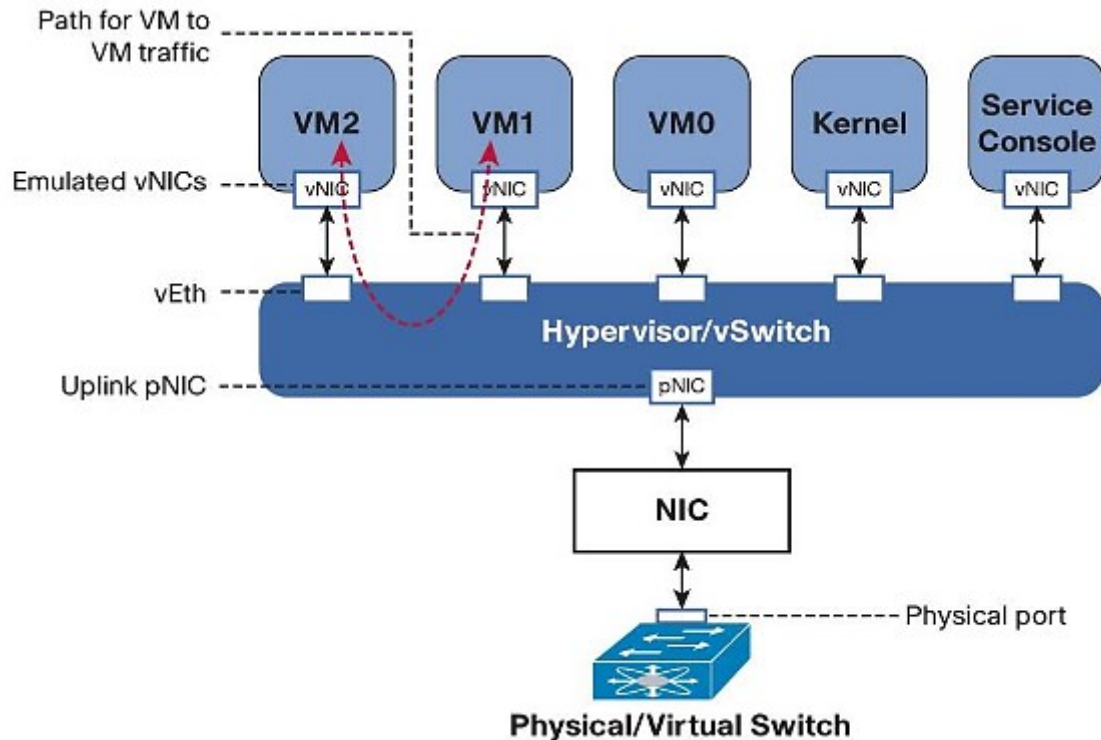 Path for VM to
VM traffic
VM2
VM1
VM0
Kernel
Service
Console
Emulated vNICs
vNIC
vNIC
vNIC
vNIC
vNIC
vEth
Hypervisor/vSwitch
Uplink pNIC
pNIC
NIC
Physical port
Physical/Virtual Switch